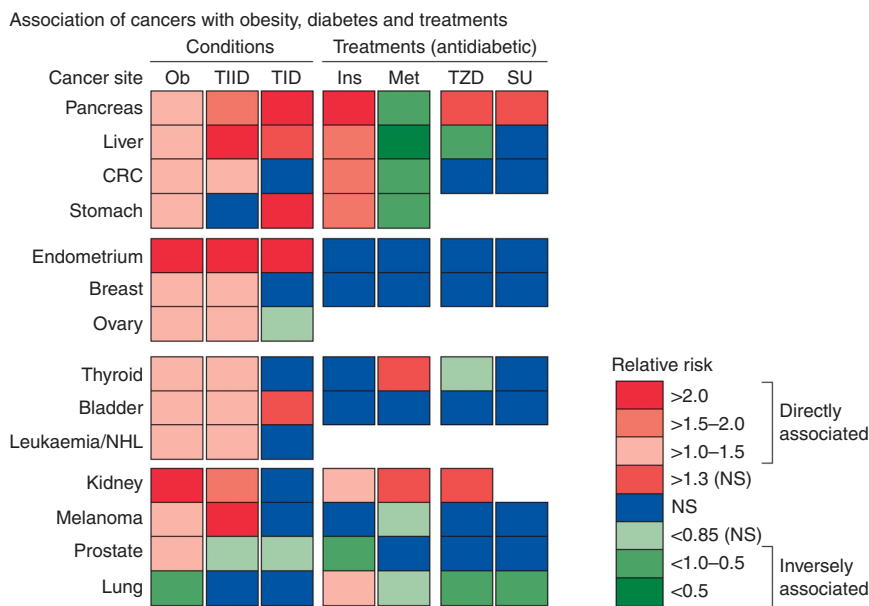 Association of cancers with obesity, diabetes and treatments
Conditions Treatments (antidiabetic)
Cancer site Ob TIID TID Ins Met TZD SU
Pancreas
Liver
CRC
Stomach
Endometrium
Breast
Ovary
Thyroid
Bladder
Leukaemia/NHL
Kidney
Melanoma
Prostate
Lung
Relative risk
>2.0
>1.5–2.0
>1.0–1.5
Directly
associated
>1.3 (NS)
NS
<0.85 (NS)
<1.0–0.5
<0.5
Inversely
associated